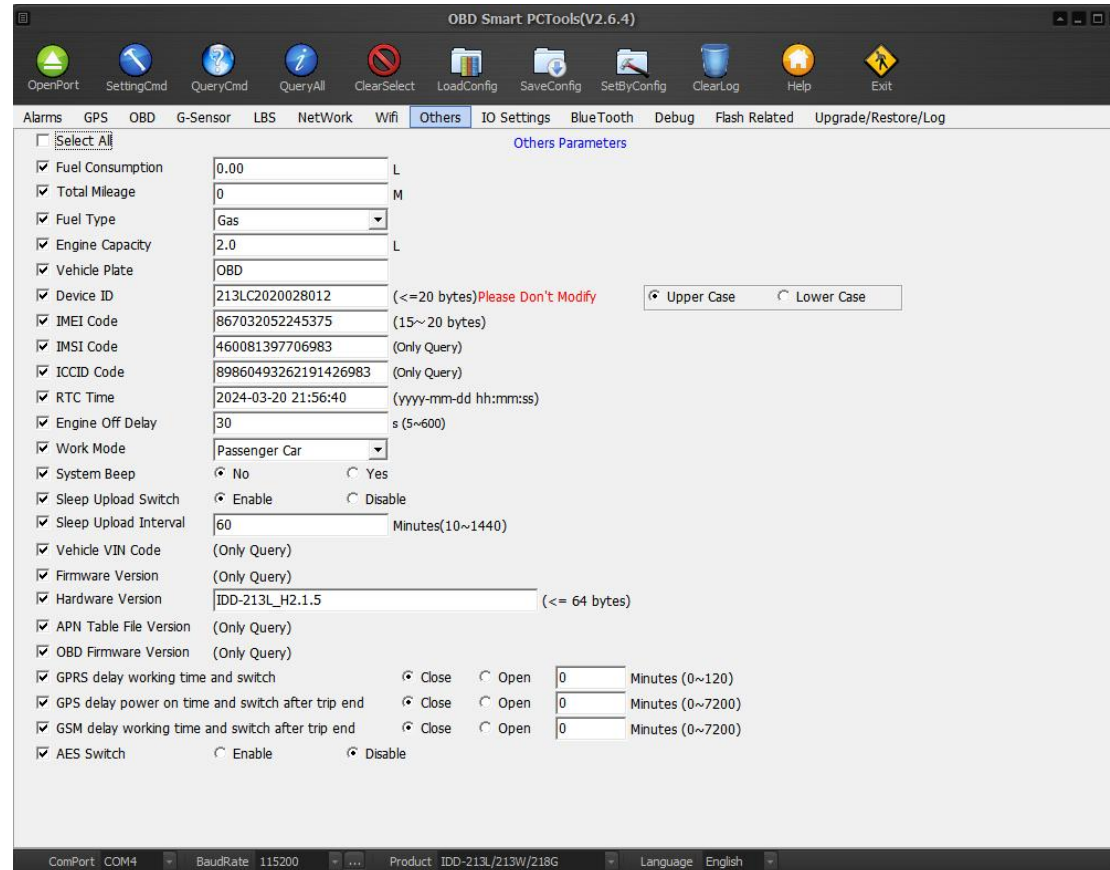 OBD Smart PCTools(V2.6.4)
OpenPort SettingCmd QueryCmd QueryAll ClearSelect LoadConfig SaveConfig SetByConfig ClearLog Help Exit
Alarms GPS OBD G-Sensor LBS NetWork Wifi Others IO Settings BlueTooth Debug Flash Related Upgrade/Restore/Log
Select All Others Parameters
Fuel Consumption 0.00 L
Total Mileage 0 M
Fuel Type Gas
Engine Capacity 2.0 L
Vehicle Plate OBD
Device ID 213LC2020028012 (<=20 bytes)Please Don't Modify Upper Case Lower Case
IMEI Code 867032052245375 (15~20 bytes)
IMSI Code 460081397706983 (Only Query)
ICCID Code 89860493262191426983 (Only Query)
RTC Time 2024-03-20 21:56:40 (yyyy-mm-dd hh:mm:ss)
Engine Off Delay 30 s (5~600)
Work Mode Passenger Car
System Beep No Yes
Sleep Upload Switch Enable Disable
Sleep Upload Interval 60 Minutes(10~1440)
Vehicle VIN Code (Only Query)
Firmware Version (Only Query)
Hardware Version IDD-213L_H2.1.5 (<= 64 bytes)
APN Table File Version (Only Query)
OBD Firmware Version (Only Query)
GPRS delay working time and switch Close Open 0 Minutes (0~120)
GPS delay power on time and switch after trip end Close Open 0 Minutes (0~7200)
GSM delay working time and switch after trip end Close Open 0 Minutes (0~7200)
AES Switch Enable Disable
ComPort COM4 BaudRate 115200 ... Product IDD-213L/213W/218G Language English